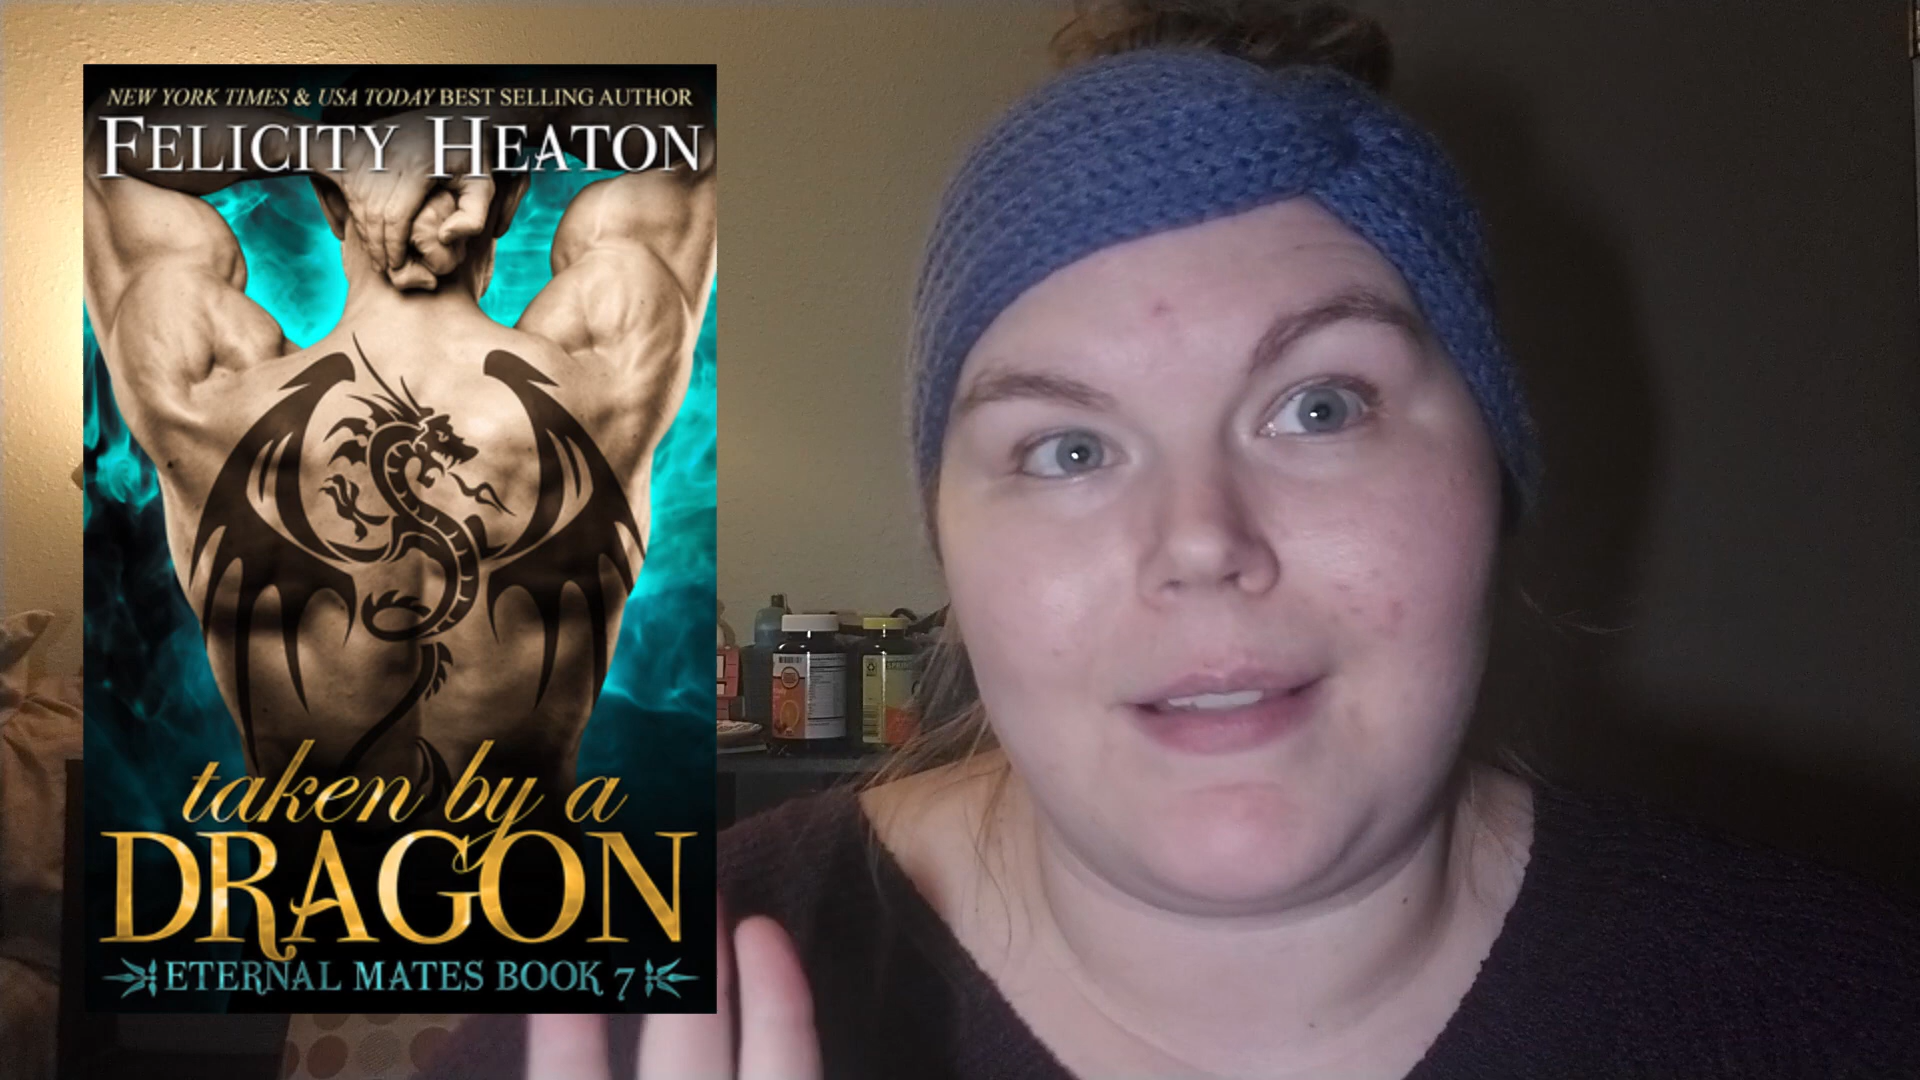 NEW YORK TIMES & USA TODAY BEST SELLING AUTHOR
FELICITY HEATON
taken by a
DRAGON
ETERNAL MATES BOOK 7